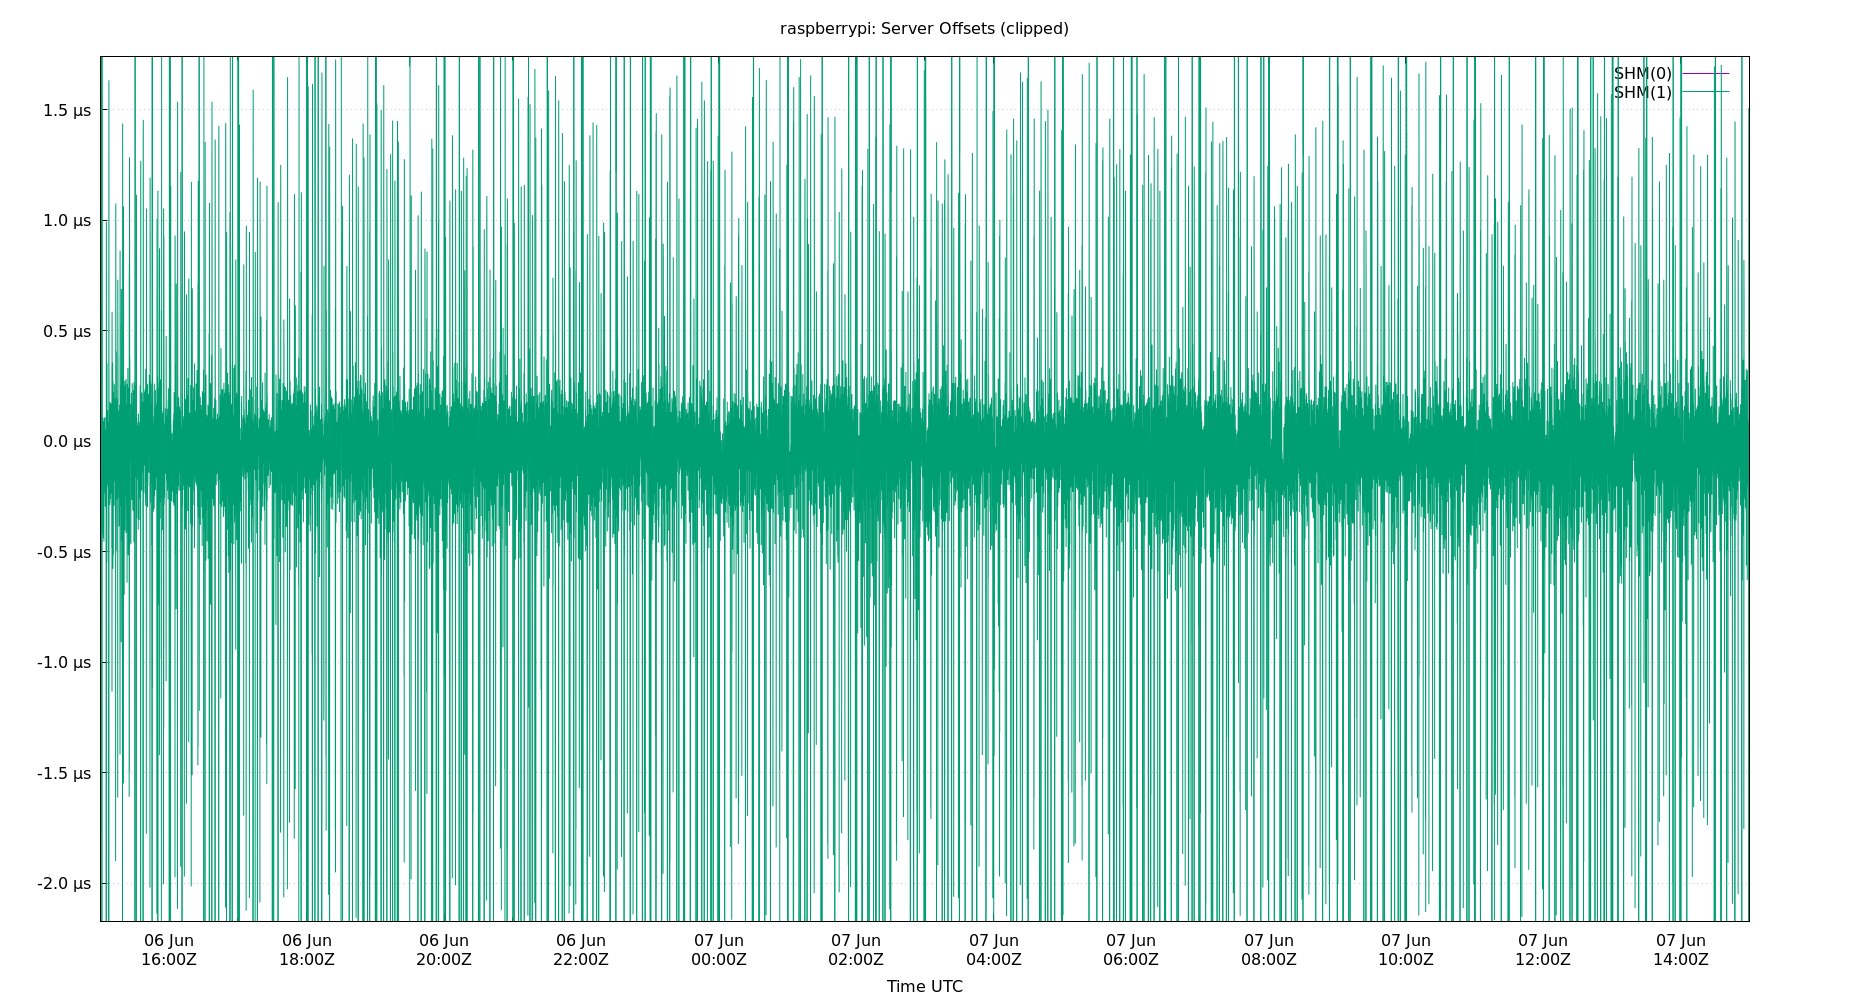 raspberrypi: Server Offsets (clipped)
SHM(0)
SHM(1)
1.5 µs
1.0 µs
0.5 µs
0.0 µs
-0.5 µs
-1.0 µs
-1.5 µs
-2.0 µs
06 Jun 06 Jun 06 Jun 06 Jun 07 Jun 07 Jun 07 Jun 07 Jun 07 Jun 07 Jun 07 Jun 07 Jun
16:00Z 18:00Z 20:00Z 22:00Z 00:00Z 02:00Z 04:00Z 06:00Z 08:00Z 10:00Z 12:00Z 14:00Z
Time UTC